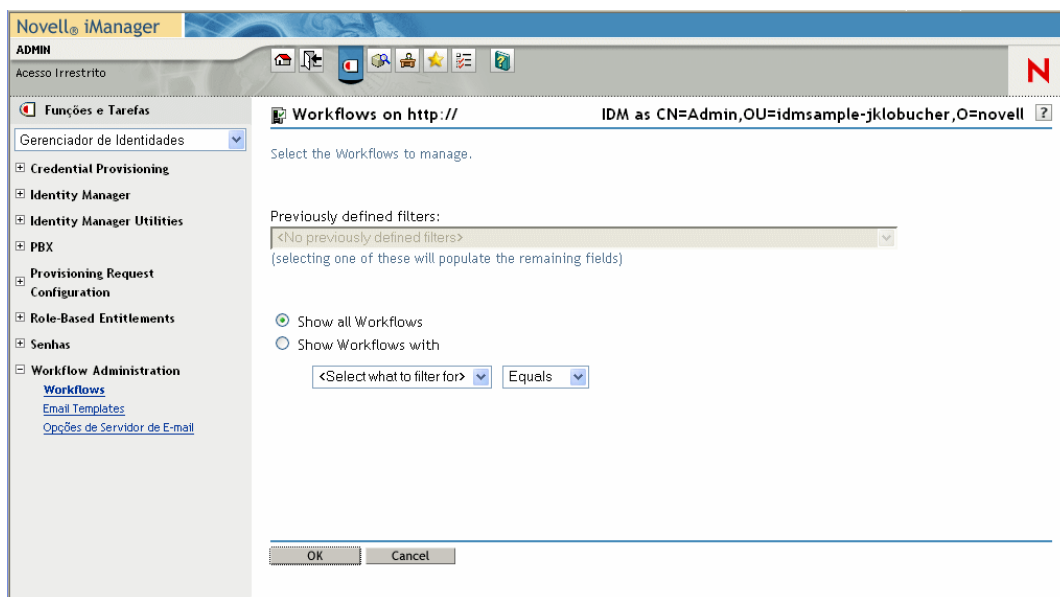 Novell® iManager
ADMIN
Acesso Irrestrito
N
Funções e Tarefas
Gerenciador de Identidades
Credential Provisioning
Identity Manager
Identity Manager Utilities
PBX
Provisioning Request
Configuration
Role-Based Entitlements
Senhas
Workflow Administration
Workflows
Email Templates
Opções de Servidor de E-mail
Workflows on http:// IDM as CN=Admin,OU=idmsample-jklobucher,O=novell ?
Select the Workflows to manage.
Previously defined filters:
<No previously defined filters>
(selecting one of these will populate the remaining fields)
Show all Workflows
Show Workflows with
<Select what to filter for> Equals
OK Cancel